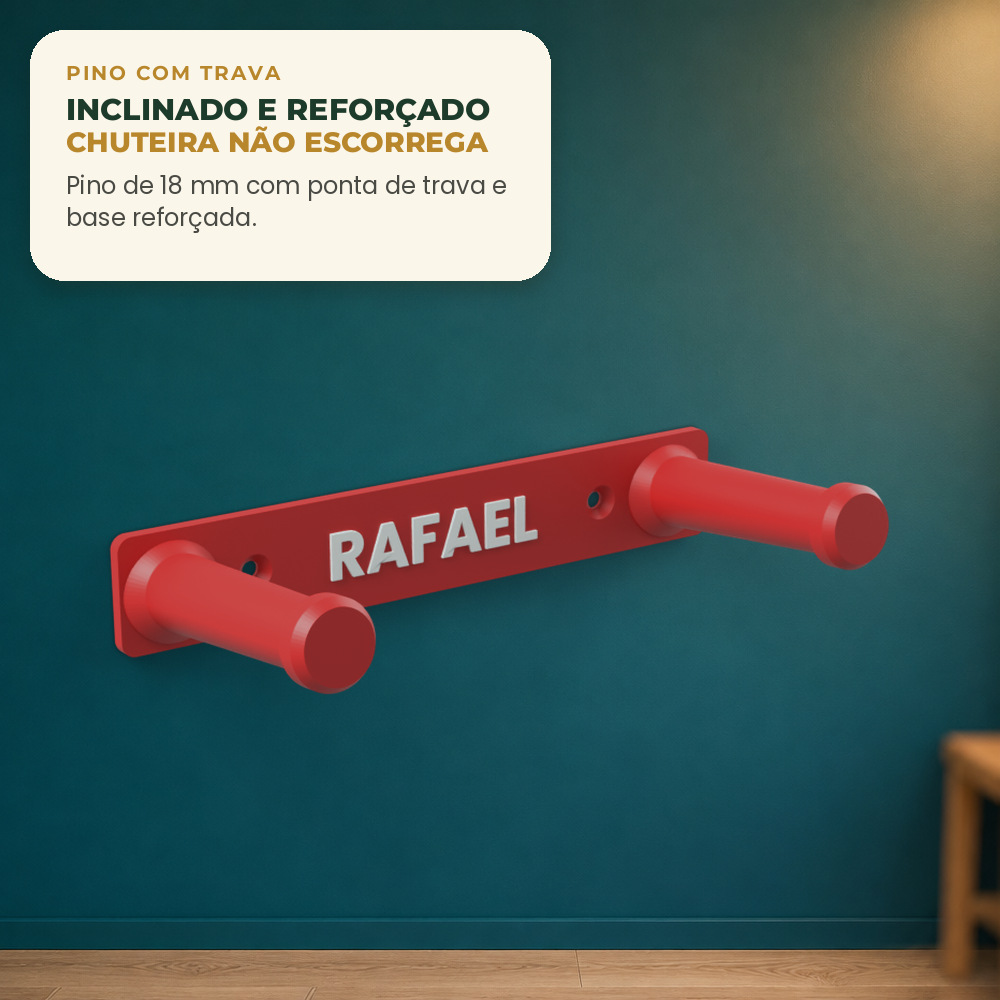 PINO COM TRAVA
INCLINADO E REFORÇADO
CHUTEIRA NÃO ESCORREGA
Pino de 18 mm com ponta de trava e
base reforçada.
RAFAEL